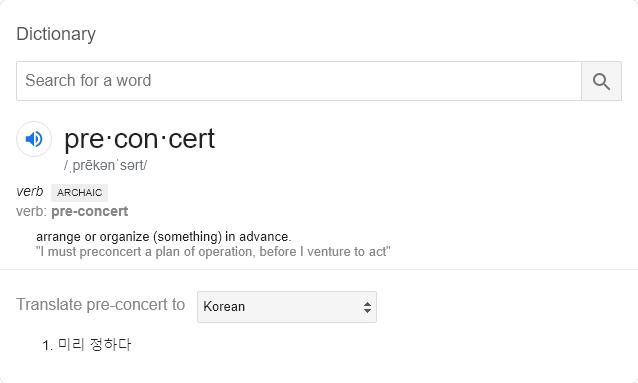 Dictionary
Search for a word
pre·con·cert
/ˌprēkənˈsərt/
verb ARCHAIC
verb: pre-concert
arrange or organize (something) in advance.
"I must preconcert a plan of operation, before I venture to act"
Translate pre-concert to Korean
1. 미리 정하다